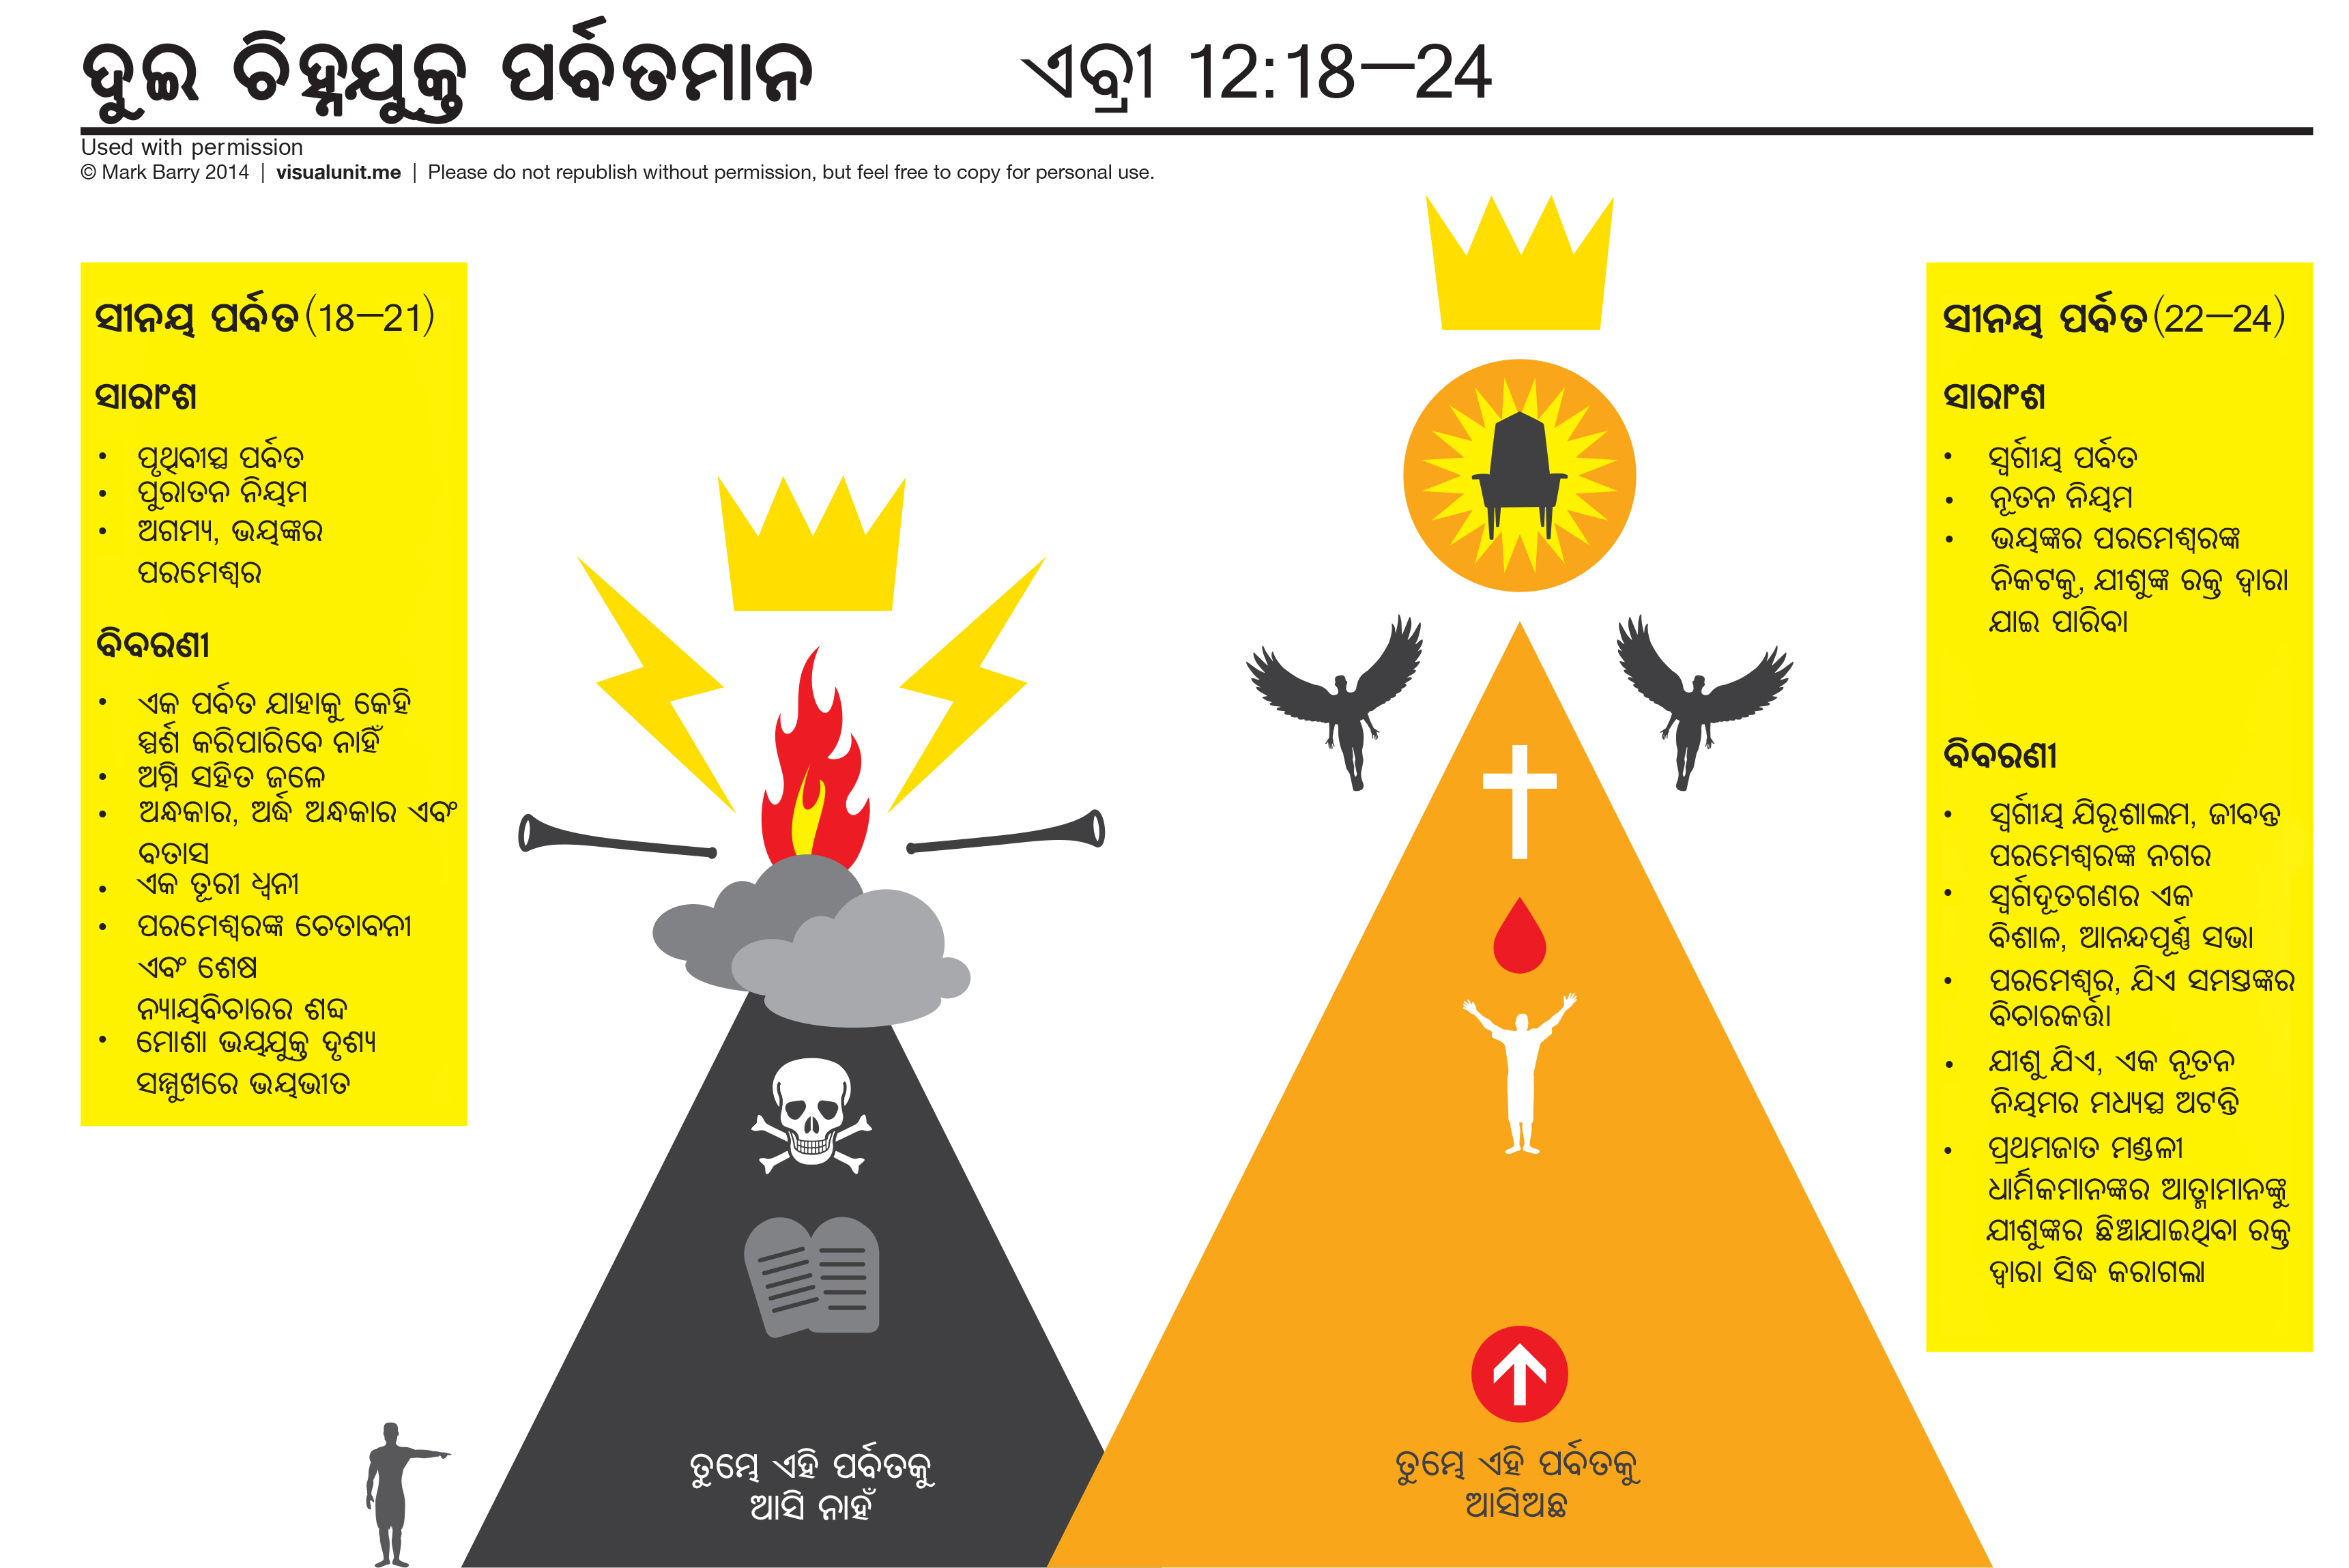 ଦୁଇ ଚିହ୍ନଯୁକ୍ତ ପର୍ବତମାନ ଏବ୍ରୀ 12:18–24
Used with permission
© Mark Barry 2014 | visualunit.me | Please do not republish without permission, but feel free to copy for personal use.
ସୀନୟ ପର୍ବତ (18–21)
ସାରାଂଶ
• ପୃଥିବୀସ୍ଥ ପର୍ବତ
• ପୁରାତନ ନିୟମ
• ଅଗମ୍ୟ, ଭୟଙ୍କର
ପରମେଶ୍ୱର
ବିବରଣୀ
• ଏକ ପର୍ବତ ଯାହାକୁ କେହି
ସ୍ପର୍ଶ କରିପାରିବେ ନାହିଁ
• ଅଗ୍ନି ସହିତ ଜଳେ
• ଅନ୍ଧକାର, ଅର୍ଦ୍ଧ ଅନ୍ଧକାର ଏବଂ
ବତାସ
• ଏକ ତୂରୀ ଧ୍ୱନୀ
• ପରମେଶ୍ୱରଙ୍କ ଚେତାବନୀ
ଏବଂ ଶେଷ
ନ୍ୟାୟବିଚାରର ଶବ୍ଦ
• ମୋଶା ଭୟଯୁକ୍ତ ଦୃଶ୍ୟ
ସମ୍ମୁଖରେ ଭୟଭୀତ
ତୁମ୍ଭେ ଏହି ପର୍ବତକୁ
ଆସି ନାହଁ
ତୁମ୍ଭେ ଏହି ପର୍ବତକୁ
ଆସିଅଛ
ସୀନୟ ପର୍ବତ (22–24)
ସାରାଂଶ
• ସ୍ୱର୍ଗୀୟ ପର୍ବତ
• ନୂତନ ନିୟମ
• ଭୟଙ୍କର ପରମେଶ୍ୱରଙ୍କ
ନିକଟକୁ, ଯୀଶୁଙ୍କ ରକ୍ତ ଦ୍ୱାରା
ଯାଇ ପାରିବା
ବିବରଣୀ
• ସ୍ୱର୍ଗୀୟ ଯିରୂଶାଲମ, ଜୀବନ୍ତ
ପରମେଶ୍ୱରଙ୍କ ନଗର
• ସ୍ୱର୍ଗଦୂତଗଣର ଏକ
ବିଶାଳ, ଆନନ୍ଦପୂର୍ଣ୍ଣ ସଭା
• ପରମେଶ୍ୱର, ଯିଏ ସମସ୍ତଙ୍କର
ବିଚାରକର୍ତ୍ତା
• ଯୀଶୁ ଯିଏ, ଏକ ନୂତନ
ନିୟମର ମଧ୍ୟସ୍ଥ ଅଟନ୍ତି
• ପ୍ରଥମଜାତ ମଣ୍ଡଳୀ
ଧାର୍ମିକମାନଙ୍କର ଆତ୍ମାମାନଙ୍କୁ
ଯୀଶୁଙ୍କର ଛିଞ୍ଚାଯାଇଥିବା ରକ୍ତ
ଦ୍ୱାରା ସିଦ୍ଧ କରାଗଲା